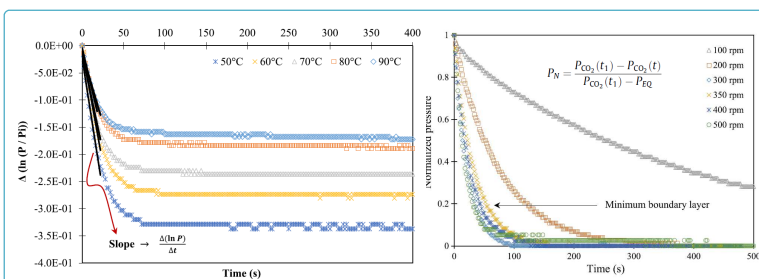 0 50 100 150 200 250 300 350 400
0.0E+00
-5.0E-02
-1.0E-01
-1.5E-01
-2.0E-01
-2.5E-01
-3.0E-01
-3.5E-01
-4.0E-01
Δ (ln (P / Pi))
50°C 60°C 70°C 80°C 90°C
Slope → Δ(ln P)/Δt
Time (s)
1
0.8
0.6
0.4
0.2
0
Normalized pressure
P_N = (P_CO₂(t₁) − P_CO₂(t))/(P_CO₂(t₁) − P_EQ)
100 rpm
200 rpm
300 rpm
350 rpm
400 rpm
500 rpm
Minimum boundary layer
0 100 200 300 400 500
Time (s)